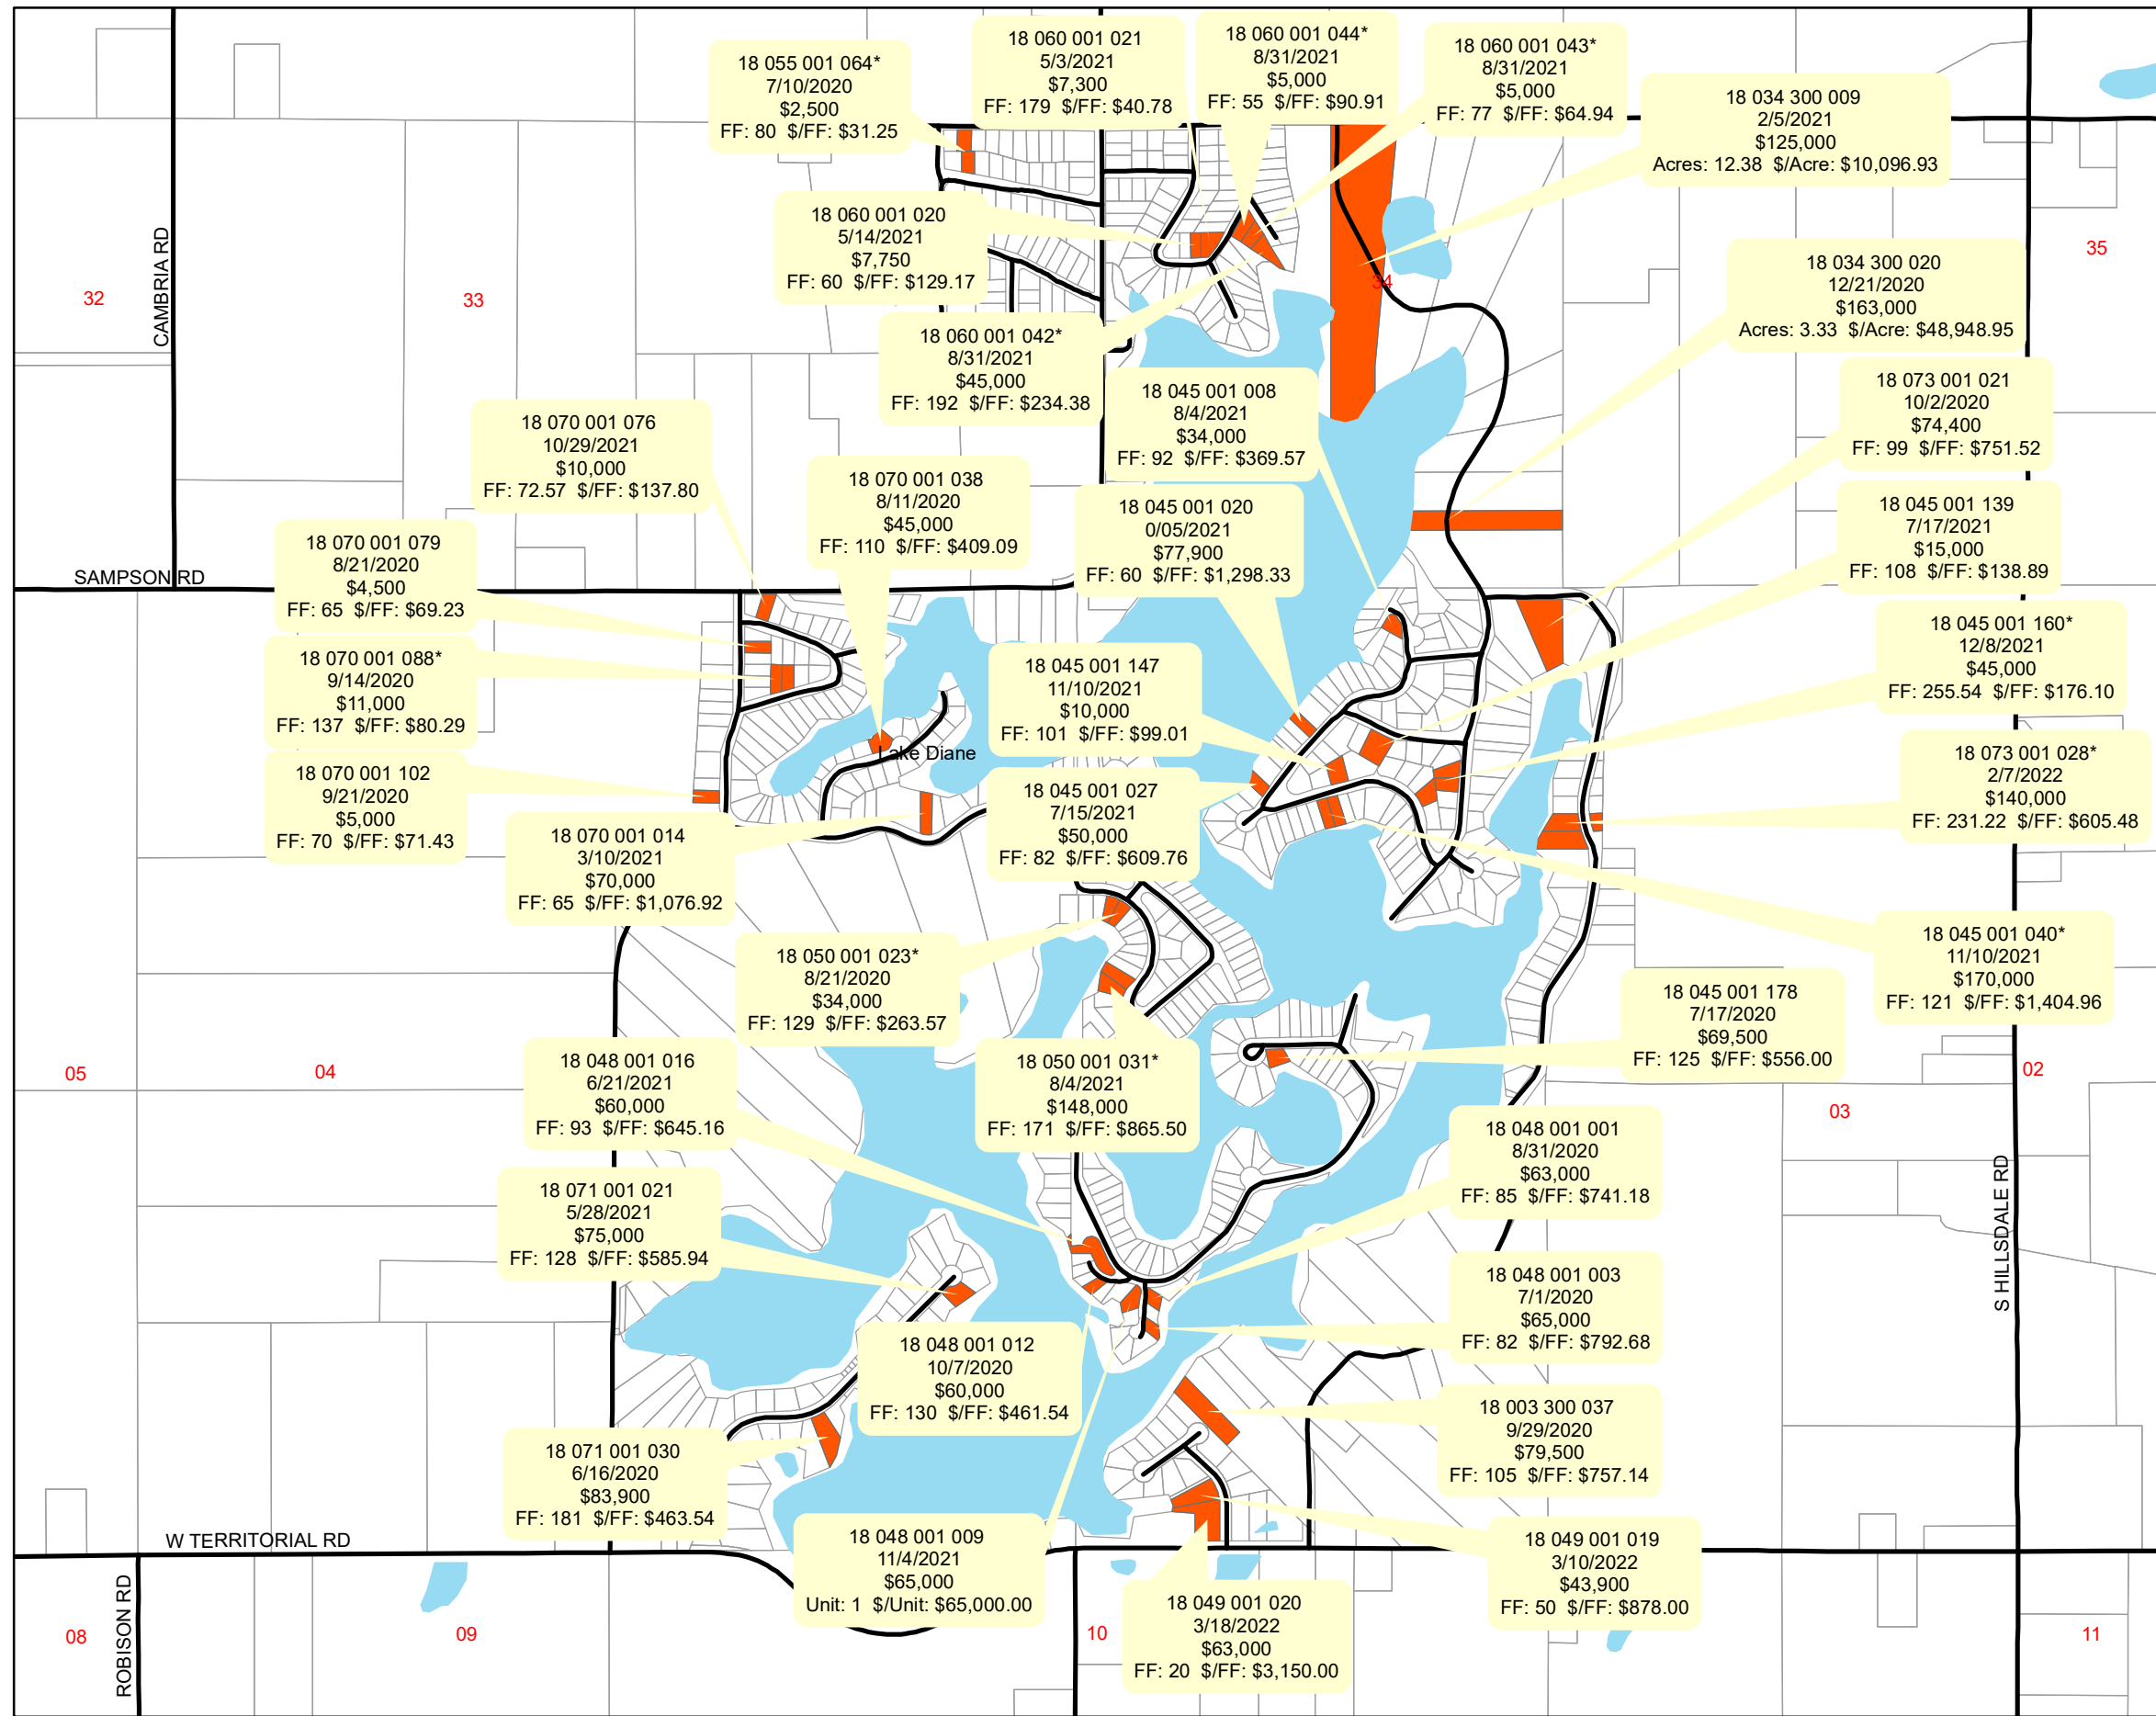 18 055 001 064*
7/10/2020
$2,500
FF: 80 $/FF: $31.25
18 060 001 021
5/3/2021
$7,300
FF: 179 $/FF: $40.78
18 060 001 044*
8/31/2021
$5,000
FF: 55 $/FF: $90.91
18 060 001 043*
8/31/2021
$5,000
FF: 77 $/FF: $64.94
18 034 300 009
2/5/2021
$125,000
Acres: 12.38 $/Acre: $10,096.93
18 060 001 020
5/14/2021
$7,750
FF: 60 $/FF: $129.17
18 034 300 020
12/21/2020
$163,000
Acres: 3.33 $/Acre: $48,948.95
32
CAMBRIA RD
33
34
35
18 060 001 042*
8/31/2021
$45,000
FF: 192 $/FF: $234.38
18 045 001 008
8/4/2021
$34,000
FF: 92 $/FF: $369.57
18 073 001 021
10/2/2020
$74,400
FF: 99 $/FF: $751.52
18 070 001 076
10/29/2021
$10,000
FF: 72.57 $/FF: $137.80
18 070 001 038
8/11/2020
$45,000
FF: 110 $/FF: $409.09
18 045 001 020
0/05/2021
$77,900
FF: 60 $/FF: $1,298.33
18 045 001 139
7/17/2021
$15,000
FF: 108 $/FF: $138.89
18 070 001 079
8/21/2020
$4,500
FF: 65 $/FF: $69.23
SAMPSON RD
18 070 001 088*
9/14/2020
$11,000
FF: 137 $/FF: $80.29
18 045 001 147
11/10/2021
$10,000
FF: 101 $/FF: $99.01
18 045 001 160*
12/8/2021
$45,000
FF: 255.54 $/FF: $176.10
Lake Diane
18 070 001 102
9/21/2020
$5,000
FF: 70 $/FF: $71.43
18 045 001 027
7/15/2021
$50,000
FF: 82 $/FF: $609.76
18 073 001 028*
2/7/2022
$140,000
FF: 231.22 $/FF: $605.48
18 070 001 014
3/10/2021
$70,000
FF: 65 $/FF: $1,076.92
18 050 001 023*
8/21/2020
$34,000
FF: 129 $/FF: $263.57
18 045 001 040*
11/10/2021
$170,000
FF: 121 $/FF: $1,404.96
18 045 001 178
7/17/2020
$69,500
FF: 125 $/FF: $556.00
05
04
02
03
18 048 001 016
6/21/2021
$60,000
FF: 93 $/FF: $645.16
18 050 001 031*
8/4/2021
$148,000
FF: 171 $/FF: $865.50
18 048 001 001
8/31/2020
$63,000
FF: 85 $/FF: $741.18
18 071 001 021
5/28/2021
$75,000
FF: 128 $/FF: $585.94
S HILLSDALE RD
18 048 001 003
7/1/2020
$65,000
FF: 82 $/FF: $792.68
18 048 001 012
10/7/2020
$60,000
FF: 130 $/FF: $461.54
18 003 300 037
9/29/2020
$79,500
FF: 105 $/FF: $757.14
18 071 001 030
6/16/2020
$83,900
FF: 181 $/FF: $463.54
W TERRITORIAL RD
18 048 001 009
11/4/2021
$65,000
Unit: 1 $/Unit: $65,000.00
18 049 001 019
3/10/2022
$43,900
FF: 50 $/FF: $878.00
18 049 001 020
3/18/2022
$63,000
FF: 20 $/FF: $3,150.00
08
ROBISON RD
09
10
11